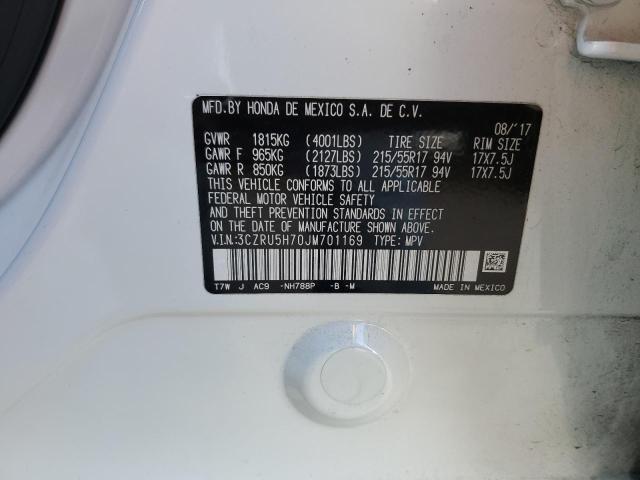 MFD.BY HONDA DE MEXICO S.A. DE C.V.
08/'17
GVWR 1815KG (4001LBS) TIRE SIZE RIM SIZE
GAWR F 965KG (2127LBS) 215/55R17 94V 17X7.5J
GAWR R 850KG (1873LBS) 215/55R17 94V 17X7.5J
THIS VEHICLE CONFORMS TO ALL APPLICABLE
FEDERAL MOTOR VEHICLE SAFETY
AND THEFT PREVENTION STANDARDS IN EFFECT
ON THE DATE OF MANUFACTURE SHOWN ABOVE.
V.I.N:3CZRU5H70JM701169 TYPE: MPV
T7W J AC9 -NH788P -B -M MADE IN MEXICO